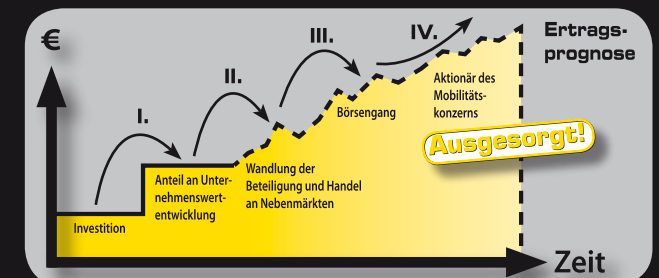 €
I.
II.
III.
IV.
Ertrags-
prognose
Investition
Anteil an Unter-
nehmenswert-
entwicklung
Wandlung der
Beteiligung und Handel
an Nebenmärkten
Börsengang
Aktionär des
Mobilitäts-
konzerns
Ausgesorgt!
Zeit